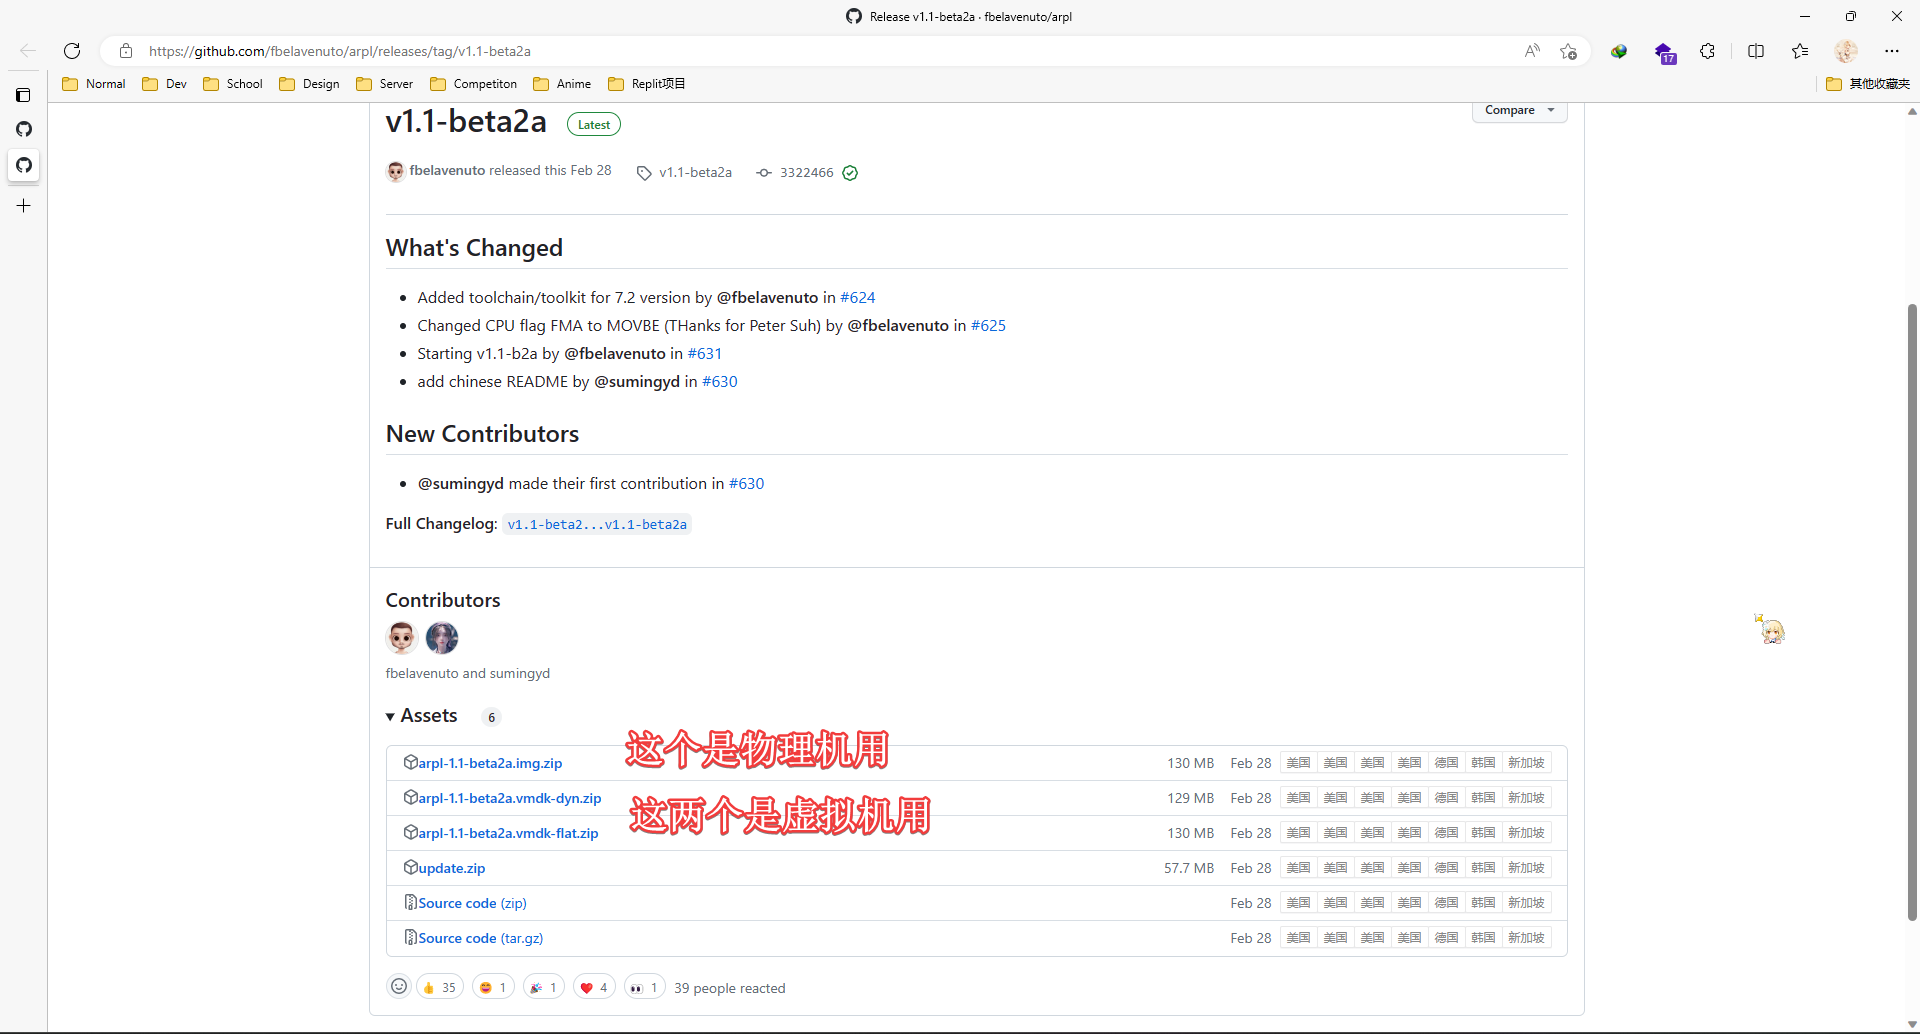 Release v1.1-beta2a · fbelavenuto/arpl
https://github.com/fbelavenuto/arpl/releases/tag/v1.1-beta2a
17
Normal Dev School Design Server Competiton Anime Replit项目 其他收藏夹
v1.1-beta2a Latest Compare
fbelavenuto released this Feb 28 v1.1-beta2a 3322466
What's Changed
Added toolchain/toolkit for 7.2 version by @fbelavenuto in #624
Changed CPU flag FMA to MOVBE (THanks for Peter Suh) by @fbelavenuto in #625
Starting v1.1-b2a by @fbelavenuto in #631
add chinese README by @sumingyd in #630
New Contributors
@sumingyd made their first contribution in #630
Full Changelog: v1.1-beta2...v1.1-beta2a
Contributors
fbelavenuto and sumingyd
Assets 6
这个是物理机用
arpl-1.1-beta2a.img.zip 130 MB Feb 28 美国 美国 美国 美国 德国 韩国 新加坡
arpl-1.1-beta2a.vmdk-dyn.zip 129 MB Feb 28 美国 美国 美国 美国 德国 韩国 新加坡
这两个是虚拟机用
arpl-1.1-beta2a.vmdk-flat.zip 130 MB Feb 28 美国 美国 美国 美国 德国 韩国 新加坡
update.zip 57.7 MB Feb 28 美国 美国 美国 美国 德国 韩国 新加坡
Source code (zip) Feb 28 美国 美国 美国 美国 德国 韩国 新加坡
Source code (tar.gz) Feb 28 美国 美国 美国 美国 德国 韩国 新加坡
👍 35 😄 1 🎉 1 ❤️ 4 👀 1 39 people reacted